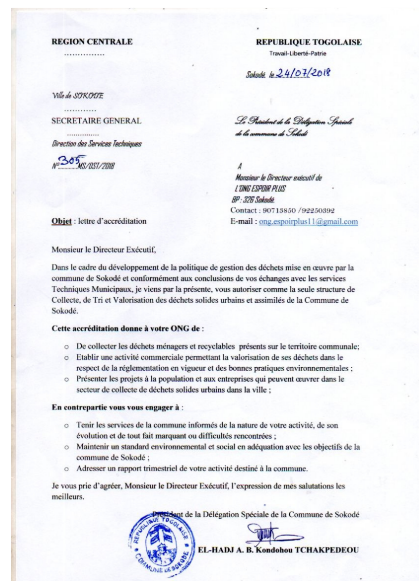 REGION CENTRALE
REPUBLIQUE TOGOLAISE
...............
Travail-Liberté-Patrie
Sokodé le 24/07/2018
Ville de SOKODE
............
SECRETAIRE GENERAL
Le Président de la Délégation Spéciale
de la commune de Sokodé
............
Direction des Services Techniques
N° 305 /MS/DST/2018
A
Monsieur le Directeur exécutif de
L'ONG ESPOIR PLUS
BP : 326 Sokodé
Contact : 90713850 /92250392
Objet : lettre d'accréditation
E-mail : ong.espoirplus11@gmail.com
Monsieur le Directeur Exécutif,
Dans le cadre du développement de la politique de gestion des déchets mise en œuvre par la
commune de Sokodé et conformément aux conclusions de vos échanges avec les services
Techniques Municipaux, je viens par la présente, vous autoriser comme la seule structure de
Collecte, de Tri et Valorisation des déchets solides urbains et assimilés de la Commune de
Sokodé.
Cette accréditation donne à votre ONG de :
o De collecter les déchets ménagers et recyclables présents sur le territoire communale;
o Etablir une activité commerciale permettant la valorisation de ses déchets dans le
respect de la réglementation en vigueur et des bonnes pratiques environnementales ;
o Présenter les projets à la population et aux entreprises qui peuvent œuvrer dans le
secteur de collecte de déchets solides urbains dans la ville ;
En contrepartie vous vous engager à :
o Tenir les services de la commune informés de la nature de votre activité, de son
évolution et de tout fait marquant ou difficultés rencontrées ;
o Maintenir un standard environnemental et social en adéquation avec les objectifs de la
commune de Sokodé ;
o Adresser un rapport trimestriel de votre activité destiné à la commune.
Je vous prie d'agréer, Monsieur le Directeur Exécutif, l'expression de mes salutations les
meilleurs.
Président de la Délégation Spéciale de la Commune de Sokodé
REPUBLIQUE TOGOLAISE
COMMUNE DE SOKODE
EL-HADJ A. B. Kondohou TCHAKPEDEOU